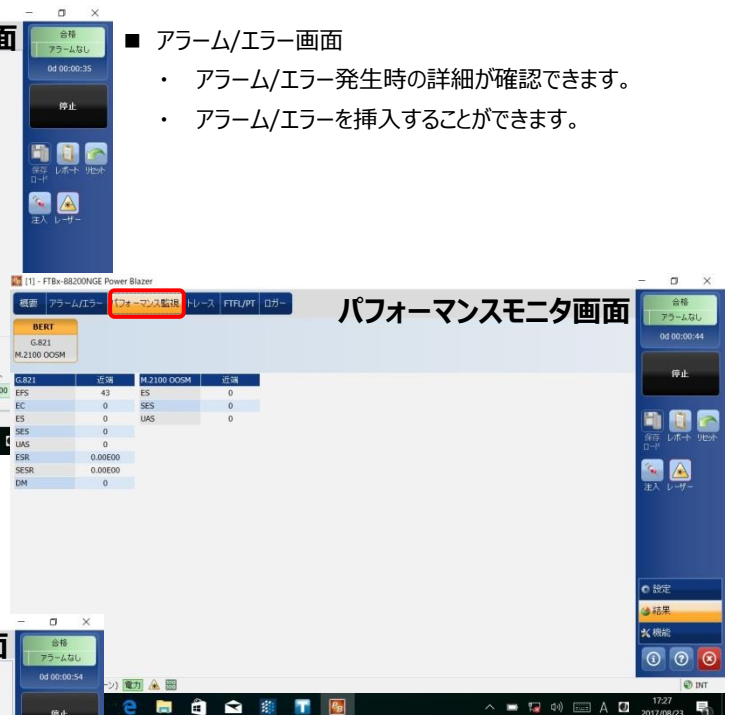 面
合格
アラームなし
0d 00:00:35
停止
保存
ロード
レポート
リセット
注入
レーザー
■ アラーム/エラー画面
・ アラーム/エラー発生時の詳細が確認できます。
・ アラーム/エラーを挿入することができます。
[1] - FTBx-88200NGE Power Blazer
概要 アラーム/エラー パフォーマンス監視 トレース FTFL/PT ロガー
パフォーマンスモニタ画面
BERT
G.821
M.2100 OOSM
G.821 近端 M.2100 OOSM 近端
EFS 43 ES 0
EC 0 SES 0
ES 0 UAS 0
SES 0
UAS 0
ESR 0.00E00
SESR 0.00E00
DM 0
合格
アラームなし
0d 00:00:44
停止
保存
ロード
レポート
リセット
注入
レーザー
設定
結果
機能
INT
電力
17:27
2017/08/23
面
合格
アラームなし
0d 00:00:54
停止